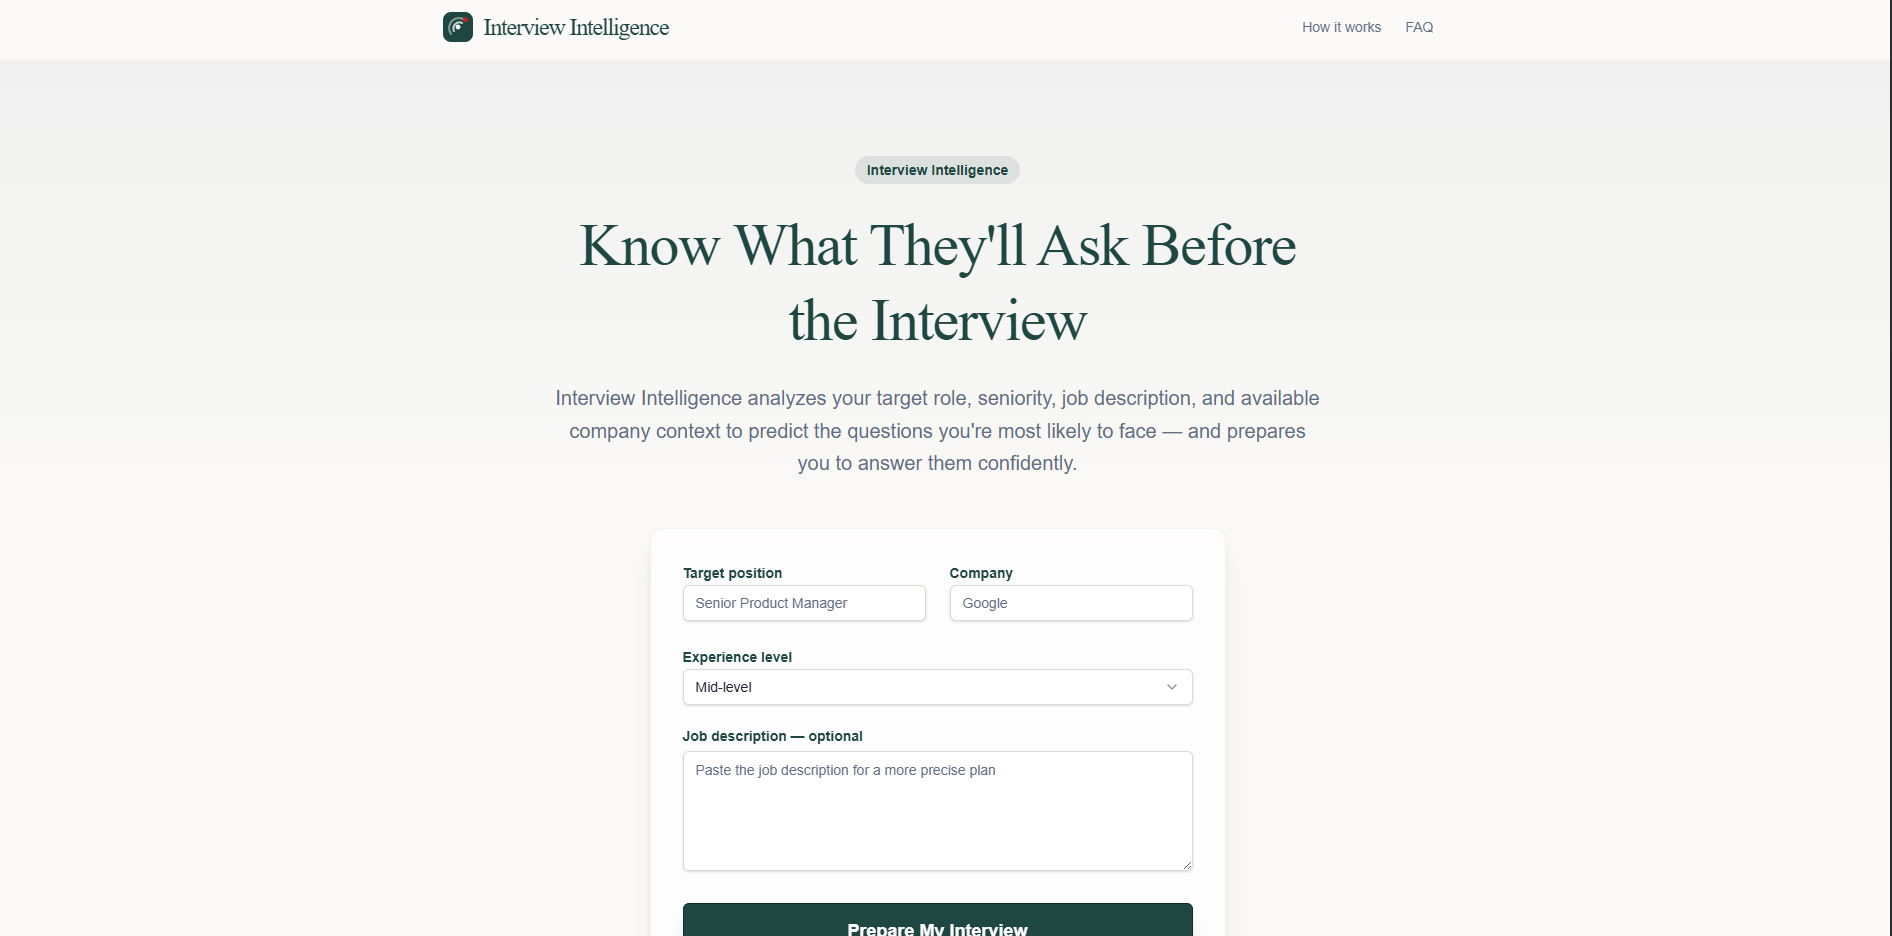 Interview Intelligence
How it works
FAQ
Interview Intelligence
Know What They'll Ask Before
the Interview
Interview Intelligence analyzes your target role, seniority, job description, and available
company context to predict the questions you're most likely to face — and prepares
you to answer them confidently.
Target position
Company
Senior Product Manager
Google
Experience level
Mid-level
Job description — optional
Paste the job description for a more precise plan
Prepare My Interview